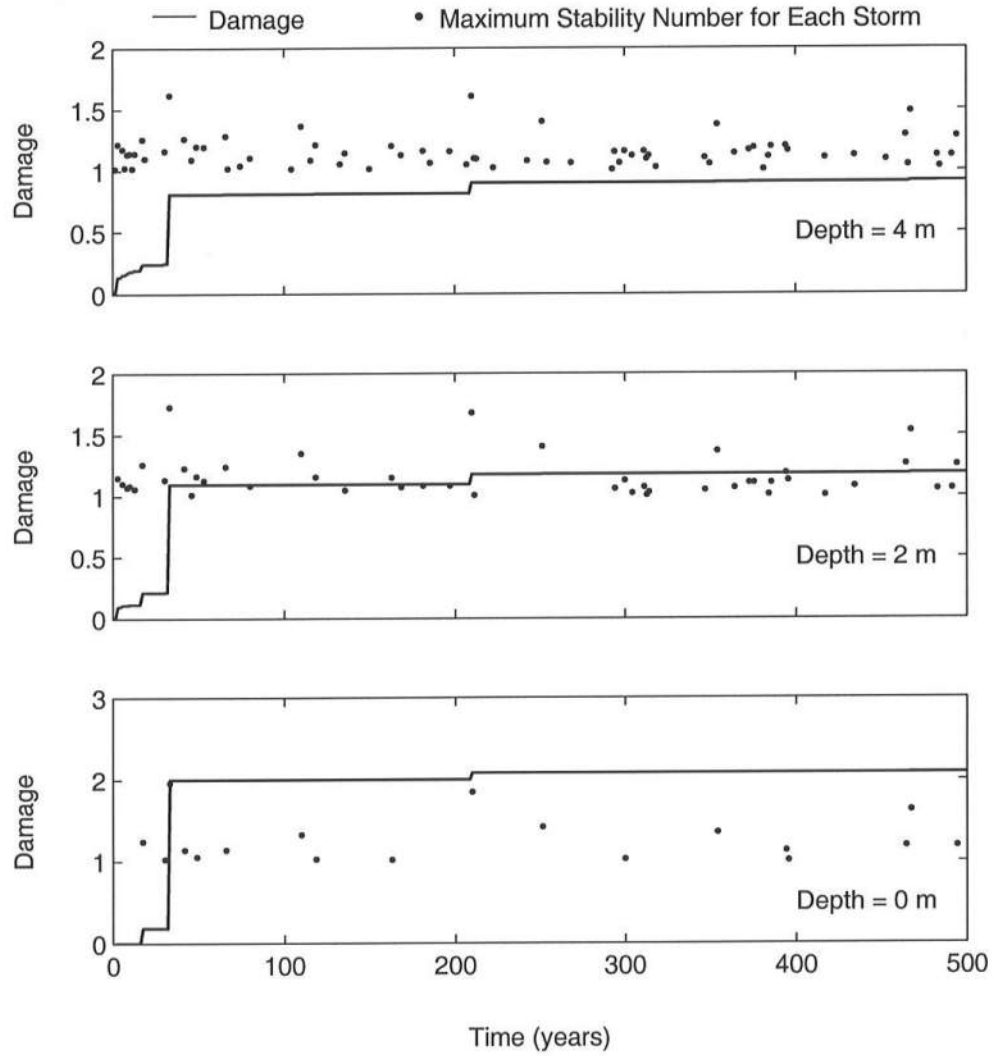 Damage
Maximum Stability Number for Each Storm
2
1.5
1
0.5
0
Damage
Depth = 4 m
2
1.5
1
0.5
0
Damage
Depth = 2 m
3
2
1
0
Damage
Depth = 0 m
0 100 200 300 400 500
Time (years)